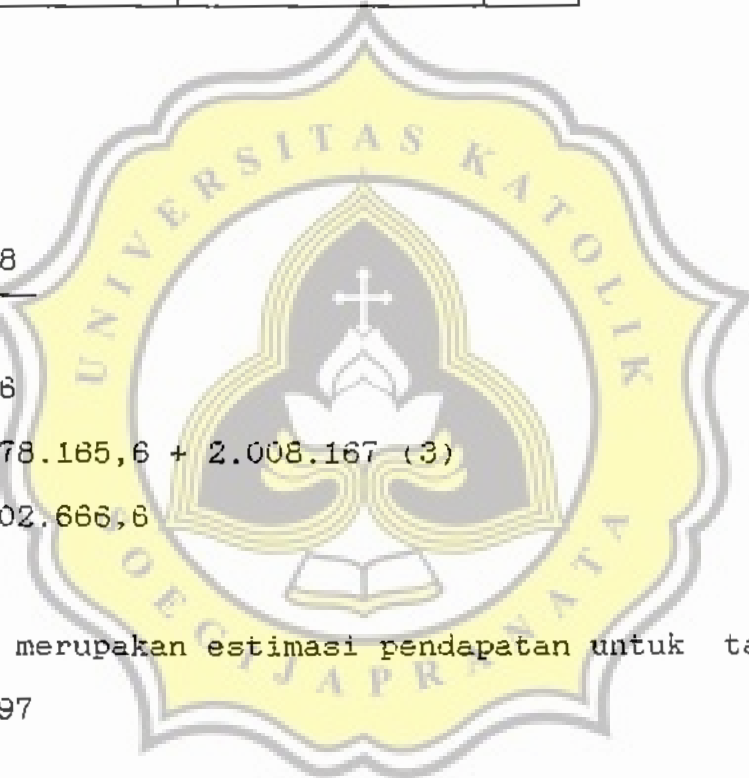 UNIVERSITAS KATOLIK
8
6
78.165,6 + 2.008.167 (3)
02.666,6
merupakan estimasi pendapatan untuk ta
97
SOEGIJAPRANATA